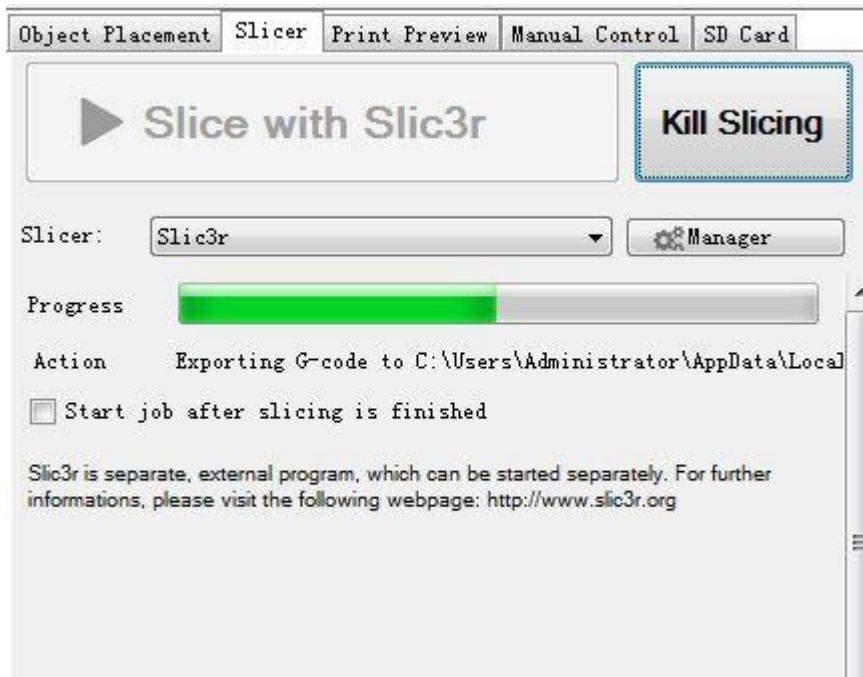 Object Placement Slicer Print Preview Manual Control SD Card
Slice with Slic3r Kill Slicing
Slicer: Slic3r Manager
Progress
Action Exporting G-code to C:\Users\Administrator\AppData\Local
Start job after slicing is finished
Slic3r is separate, external program, which can be started separately. For further
informations, please visit the following webpage: http://www.slic3r.org